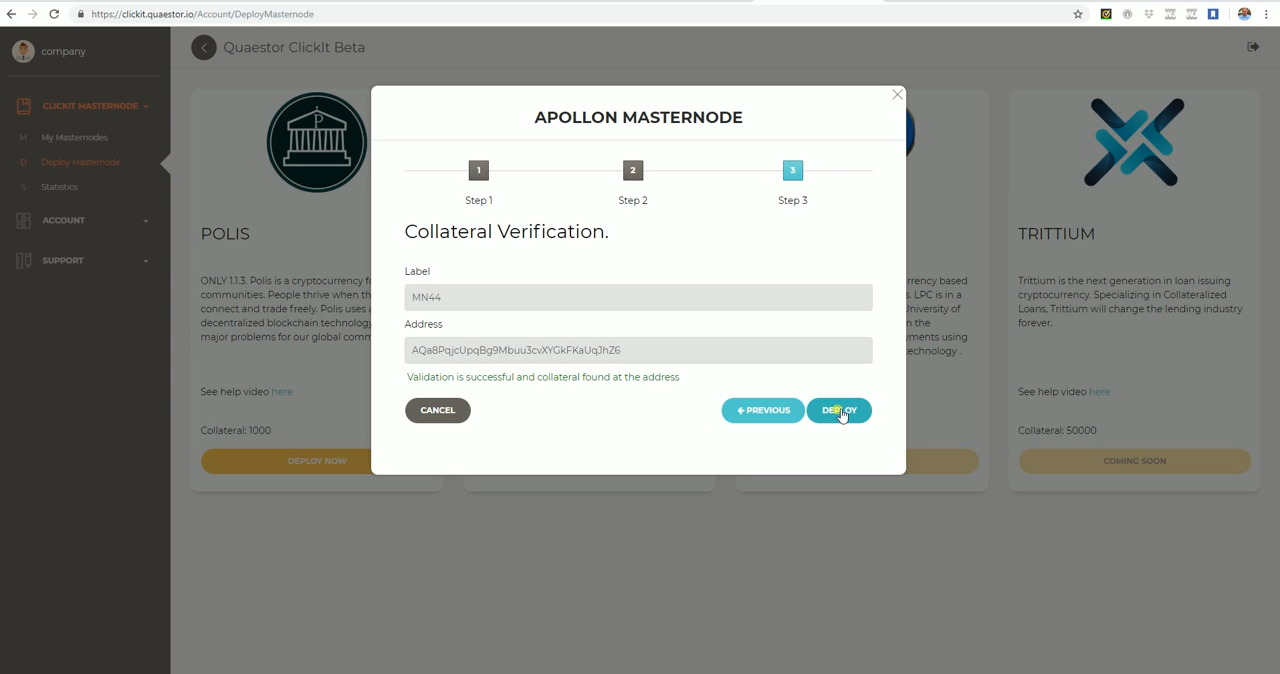 https://clickit.quaestor.io/Account/DeployMasternode
company
Quaestor ClickIt Beta
CLICKIT MASTERNODE
M My Masternodes
D Deploy Masternode
S Statistics
ACCOUNT
SUPPORT
POLIS
ONLY 1.1.3. Polis is a cryptocurrency fo
communities. People thrive when th
connect and trade freely. Polis uses a
decentralized blockchain technology
major problems for our global comm
See help video here
Collateral: 1000
DEPLOY NOW
APOLLON MASTERNODE
1
2
3
Step 1
Step 2
Step 3
Collateral Verification.
Label
MN44
Address
AQa8PqjcUpqBg9Mbuu3cvXYGkFKaUqJhZ6
Validation is successful and collateral found at the address
CANCEL
PREVIOUS
DEPLOY
rrency based
s. LPC is in a
University of
n the
ments using
echnology .
TRITTIUM
Trittium is the next generation in loan issuing
cryptocurrency. Specializing in Collateralized
Loans, Trittium will change the lending industry
forever.
See help video here
Collateral: 50000
COMING SOON